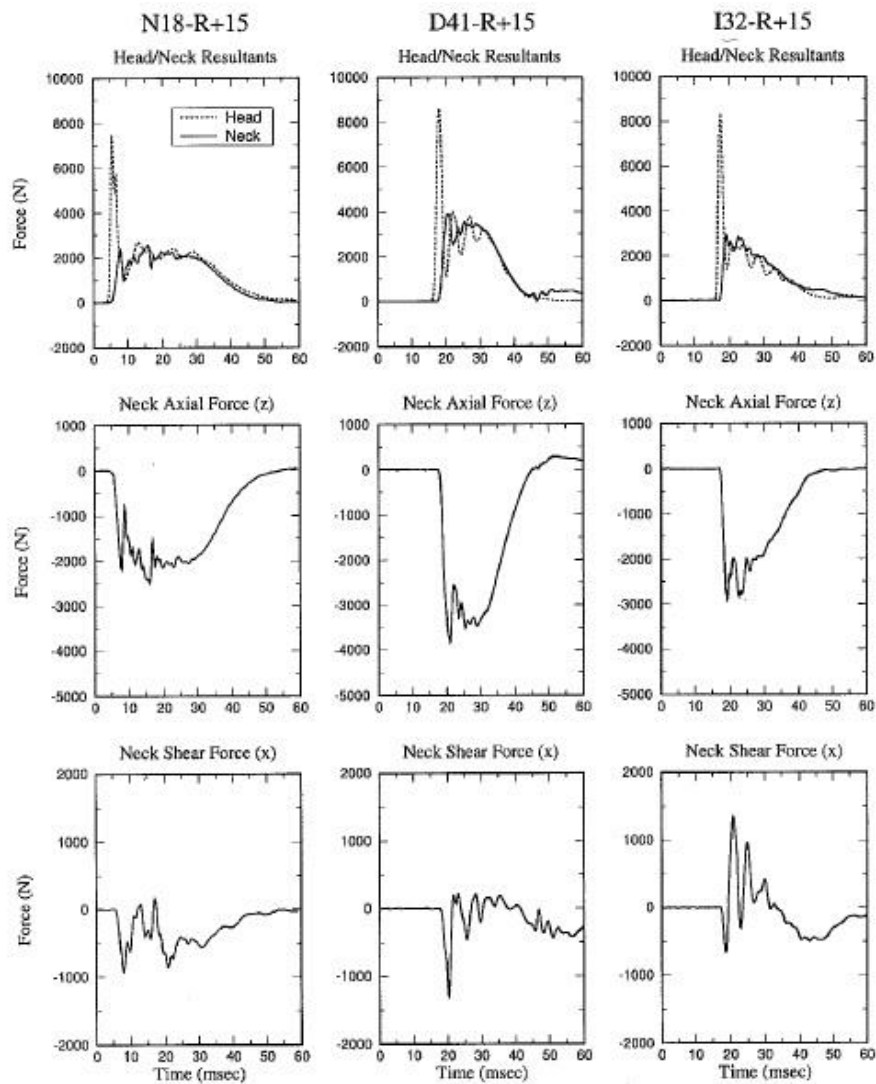 N18-R+15 D41-R+15 I32-R+15
Head/Neck Resultants Head/Neck Resultants Head/Neck Resultants
10000 10000 10000
8000 8000 8000
6000 6000 6000
4000 4000 4000
2000 2000 2000
0 0 0
-2000 -2000 -2000
Force (N)
Head
Neck
0 10 20 30 40 50 60 0 10 20 30 40 50 60 0 10 20 30 40 50 60
Neck Axial Force (z) Neck Axial Force (z) Neck Axial Force (z)
1000 1000 1000
0 0 0
-1000 -1000 -1000
-2000 -2000 -2000
-3000 -3000 -3000
-4000 -4000 -4000
-5000 -5000 -5000
Force (N)
0 10 20 30 40 50 60 0 10 20 30 40 50 60 0 10 20 30 40 50 60
Neck Shear Force (x) Neck Shear Force (x) Neck Shear Force (x)
2000 2000 2000
1000 1000 1000
0 0 0
-1000 -1000 -1000
-2000 -2000 -2000
Force (N)
0 10 20 30 40 50 60 0 10 20 30 40 50 60 0 10 20 30 40 50 60
Time (msec) Time (msec) Time (msec)